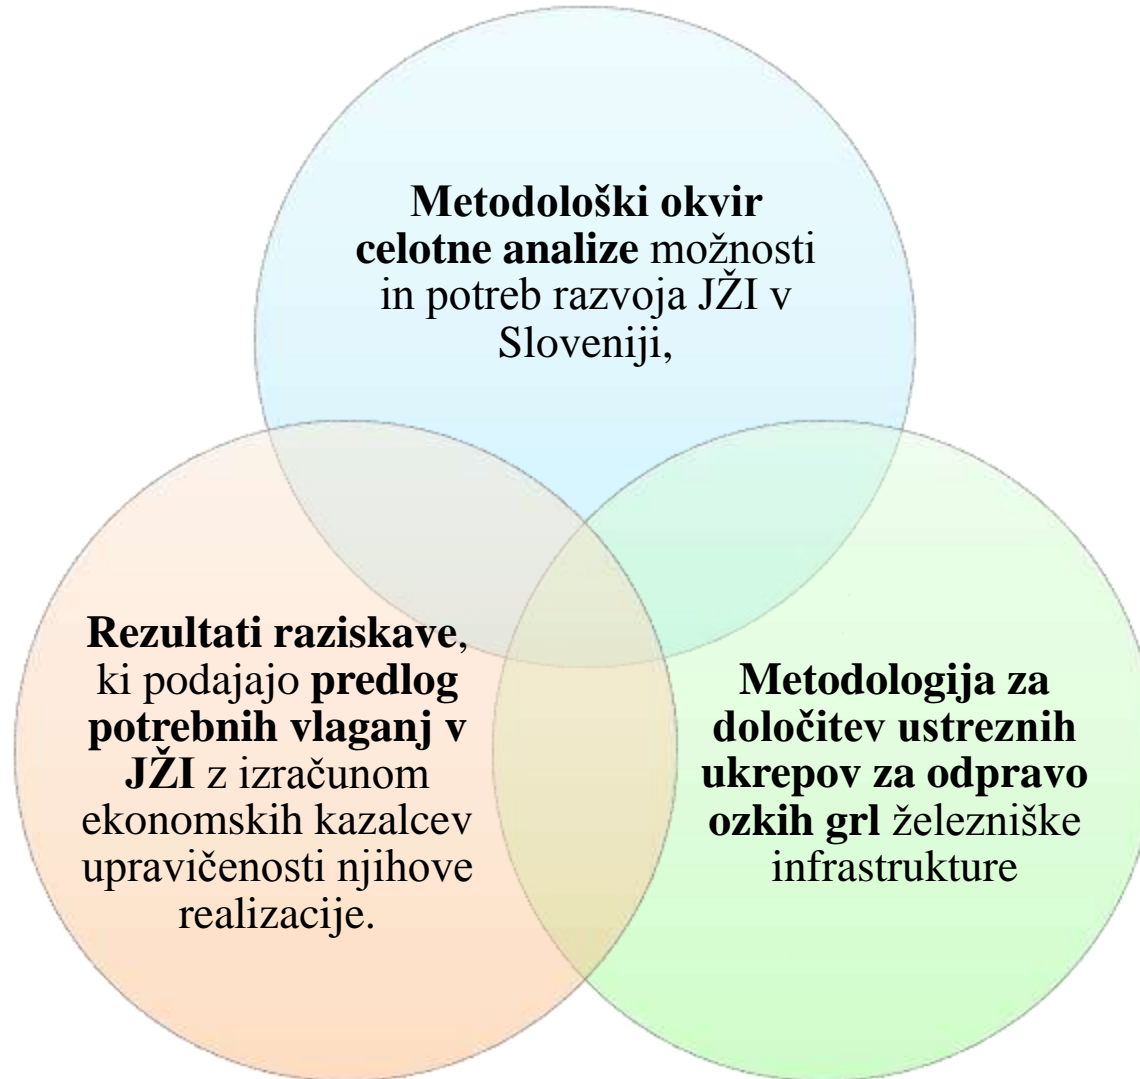 Metodološki okvir
celotne analize možnosti
in potreb razvoja JŽI v
Sloveniji,
Rezultati raziskave,
ki podajajo predlog
potrebnih vlaganj v
JŽI z izračunom
ekonomskih kazalcev
upravičenosti njihove
realizacije.
Metodologija za
določitev ustreznih
ukrepov za odpravo
ozkih grl železniške
infrastrukture